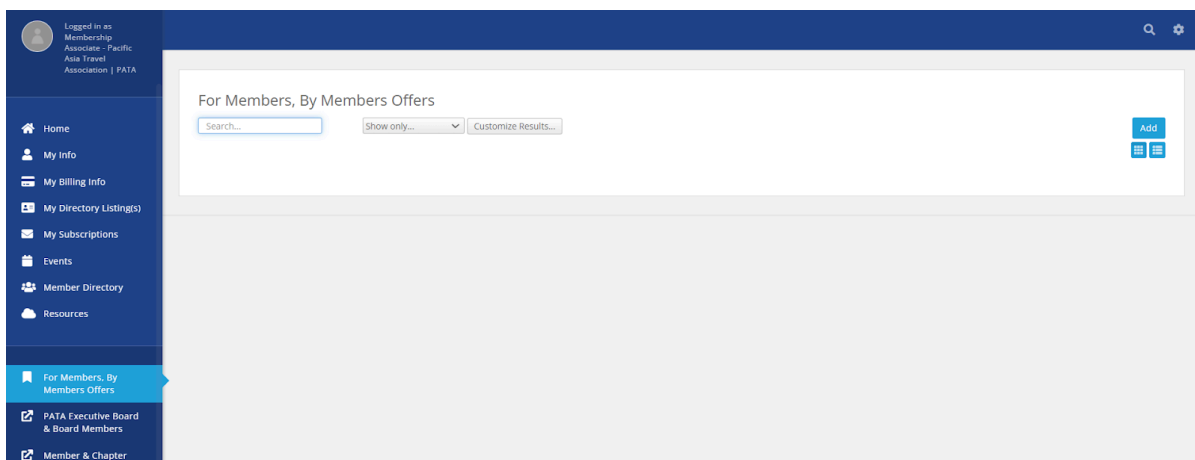 Logged in as
Membership
Associate - Pacific
Asia Travel
Association | PATA
Home
My Info
My Billing Info
My Directory Listing(s)
My Subscriptions
Events
Member Directory
Resources
For Members, By
Members Offers
PATA Executive Board
& Board Members
Member & Chapter
For Members, By Members Offers
Search...
Show only...
Customize Results...
Add